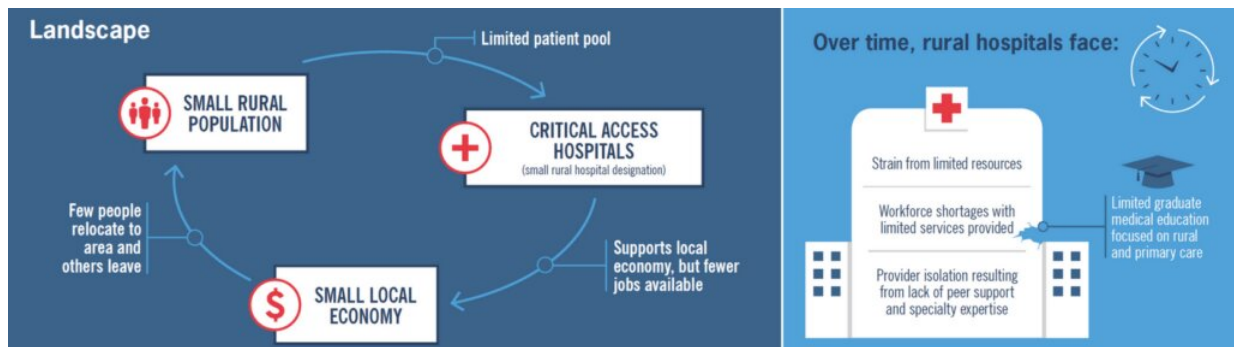 Landscape
Limited patient pool
SMALL RURAL
POPULATION
CRITICAL ACCESS
HOSPITALS
(small rural hospital designation)
Few people
relocate to
area and
others leave
Supports local
economy, but fewer
jobs available
$
SMALL LOCAL
ECONOMY
Over time, rural hospitals face:
Strain from limited resources
Workforce shortages with
limited services provided
Limited graduate
medical education
focused on rural
and primary care
Provider isolation resulting
from lack of peer support
and specialty expertise